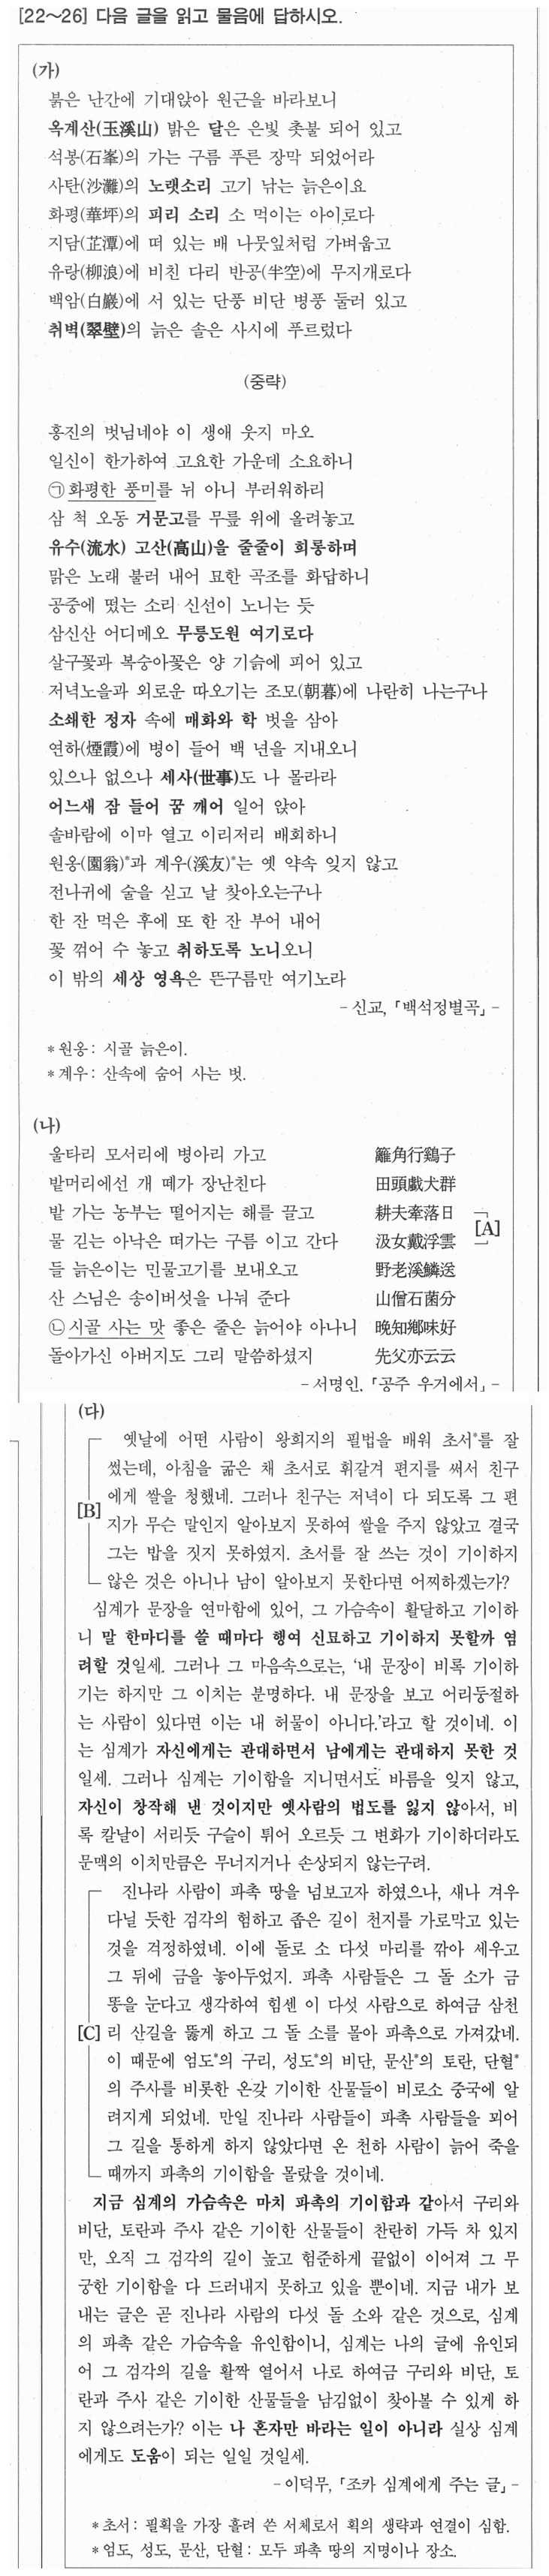 [22~26] 다음 글을 읽고 물음에 답하시오.
(가)
붉은 난간에 기대앉아 원근을 바라보니
옥계산(玉溪山) 밝은 달은 은빛 촛불 되어 있고
석봉(石峯)의 가는 구름 푸른 장막 되었어라
사탄(沙灘)의 노랫소리 고기 낚는 늙은이요
화평(華坪)의 피리 소리 소 먹이는 아이로다
지담(芷潭)에 떠 있는 배 나뭇잎처럼 가벼웁고
유랑(柳浪)에 비친 다리 반공(半空)에 무지개로다
백암(白巖)에 서 있는 단풍 비단 병풍 둘러 있고
취벽(翠壁)의 늙은 솔은 사시에 푸르렀다
(중략)
홍진의 벗님네야 이 생애 웃지 마오
일신이 한가하여 고요한 가운데 소요하니
㉠화평한 풍미를 뉘 아니 부러워하리
삼 척 오동 거문고를 무릎 위에 올려놓고
유수(流水) 고산(高山)을 줄줄이 희롱하며
맑은 노래 불러 내어 묘한 곡조를 화답하니
공중에 떴는 소리 신선이 노니는 듯
삼신산 어디메오 무릉도원 여기로다
살구꽃과 복숭아꽃은 양 기슭에 피어 있고
저녁노을과 외로운 따오기는 조모(朝暮)에 나란히 나는구나
소쇄한 정자 속에 매화와 학 벗을 삼아
연하(煙霞)에 병이 들어 백 년을 지내오니
있으나 없으나 세사(世事)도 나 몰라라
어느새 잠 들어 꿈 깨어 일어 앉아
솔바람에 이마 열고 이리저리 배회하니
원옹(園翁)*과 계우(溪友)*는 옛 약속 잊지 않고
전나귀에 술을 싣고 날 찾아오는구나
한 잔 먹은 후에 또 한 잔 부어 내어
꽃 꺾어 수 놓고 취하도록 노니오니
이 밖의 세상 영욕은 뜬구름만 여기노라
- 신교, 「백석정별곡」 -
* 원옹: 시골 늙은이.
* 계우: 산속에 숨어 사는 벗.
(나)
울타리 모서리에 병아리 가고 籬角行鷄子
밭머리에선 개 떼가 장난친다 田頭戱犬群
밭 가는 농부는 떨어지는 해를 끌고 耕夫牽落日
물 긷는 아낙은 떠가는 구름 이고 간다 汲女戴浮雲 [A]
들 늙은이는 민물고기를 보내오고 野老溪鱗送
산 스님은 송이버섯을 나눠 준다 山僧石菌分
㉡시골 사는 맛 좋은 줄은 늙어야 아나니 晩知鄕味好
돌아가신 아버지도 그리 말씀하셨지 先父亦云云
- 서명인, 「공주 우거에서」 -
(다)
옛날에 어떤 사람이 왕희지의 필법을 배워 초서*를 잘
썼는데, 아침을 굶은 채 초서로 휘갈겨 편지를 써서 친구
에게 쌀을 청했네. 그러나 친구는 저녁이 다 되도록 그 편
[B] 지가 무슨 말인지 알아보지 못하여 쌀을 주지 않았고 결국
그는 밥을 짓지 못하였지. 초서를 잘 쓰는 것이 기이하지
않은 것은 아니나 남이 알아보지 못한다면 어찌하겠는가?
심계가 문장을 연마함에 있어, 그 가슴속이 활달하고 기이하
니 말 한마디를 쓸 때마다 행여 신묘하고 기이하지 못할까 염
려할 것일세. 그러나 그 마음속으로는, '내 문장이 비록 기이하
기는 하지만 그 이치는 분명하다. 내 문장을 보고 어리둥절하
는 사람이 있다면 이는 내 허물이 아니다.'라고 할 것이네. 이
는 심계가 자신에게는 관대하면서 남에게는 관대하지 못한 것
일세. 그러나 심계는 기이함을 지니면서도 바름을 잊지 않고,
자신이 창작해 낸 것이지만 옛사람의 법도를 잃지 않아서, 비
록 칼날이 서리듯 구슬이 튀어 오르듯 그 변화가 기이하더라도
문맥의 이치만큼은 무너지거나 손상되지 않는구려.
진나라 사람이 파촉 땅을 넘보고자 하였으나, 새나 겨우
다닐 듯한 검각의 험하고 좁은 길이 천지를 가로막고 있는
것을 걱정하였네. 이에 돌로 소 다섯 마리를 깎아 세우고
그 뒤에 금을 놓아두었지. 파촉 사람들은 그 돌 소가 금
똥을 눈다고 생각하여 힘센 이 다섯 사람으로 하여금 삼천
[C] 리 산길을 뚫게 하고 그 돌 소를 몰아 파촉으로 가져갔네.
이 때문에 엄도*의 구리, 성도*의 비단, 문산*의 토란, 단혈*
의 주사를 비롯한 온갖 기이한 산물들이 비로소 중국에 알
려지게 되었네. 만일 진나라 사람들이 파촉 사람들을 꾀어
그 길을 통하게 하지 않았다면 온 천하 사람이 늙어 죽을
때까지 파촉의 기이함을 몰랐을 것이네.
지금 심계의 가슴속은 마치 파촉의 기이함과 같아서 구리와
비단, 토란과 주사 같은 기이한 산물들이 찬란히 가득 차 있지
만, 오직 그 검각의 길이 높고 험준하게 끝없이 이어져 그 무
궁한 기이함을 다 드러내지 못하고 있을 뿐이네. 지금 내가 보
내는 글은 곧 진나라 사람의 다섯 돌 소와 같은 것으로, 심계
의 파촉 같은 가슴속을 유인함이니, 심계는 나의 글에 유인되
어 그 검각의 길을 활짝 열어서 나로 하여금 구리와 비단, 토
란과 주사 같은 기이한 산물들을 남김없이 찾아볼 수 있게 하
지 않으려는가? 이는 나 혼자만 바라는 일이 아니라 실상 심계
에게도 도움이 되는 일일 것일세.
- 이덕무, 「조카 심계에게 주는 글」 -
* 초서: 필획을 가장 흘려 쓴 서체로서 획의 생략과 연결이 심함.
* 엄도, 성도, 문산, 단혈: 모두 파촉 땅의 지명이나 장소.